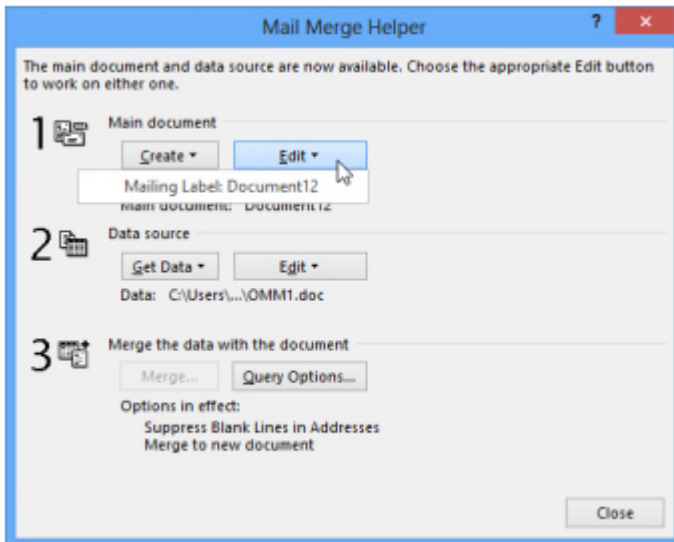 Mail Merge Helper
?
The main document and data source are now available. Choose the appropriate Edit button
to work on either one.
1
Main document
Create
Edit
Mailing Label: Document12
Main document: Document12
2
Data source
Get Data
Edit
Data: C:\Users\...\OMM1.doc
3
Merge the data with the document
Merge...
Query Options...
Options in effect:
Suppress Blank Lines in Addresses
Merge to new document
Close